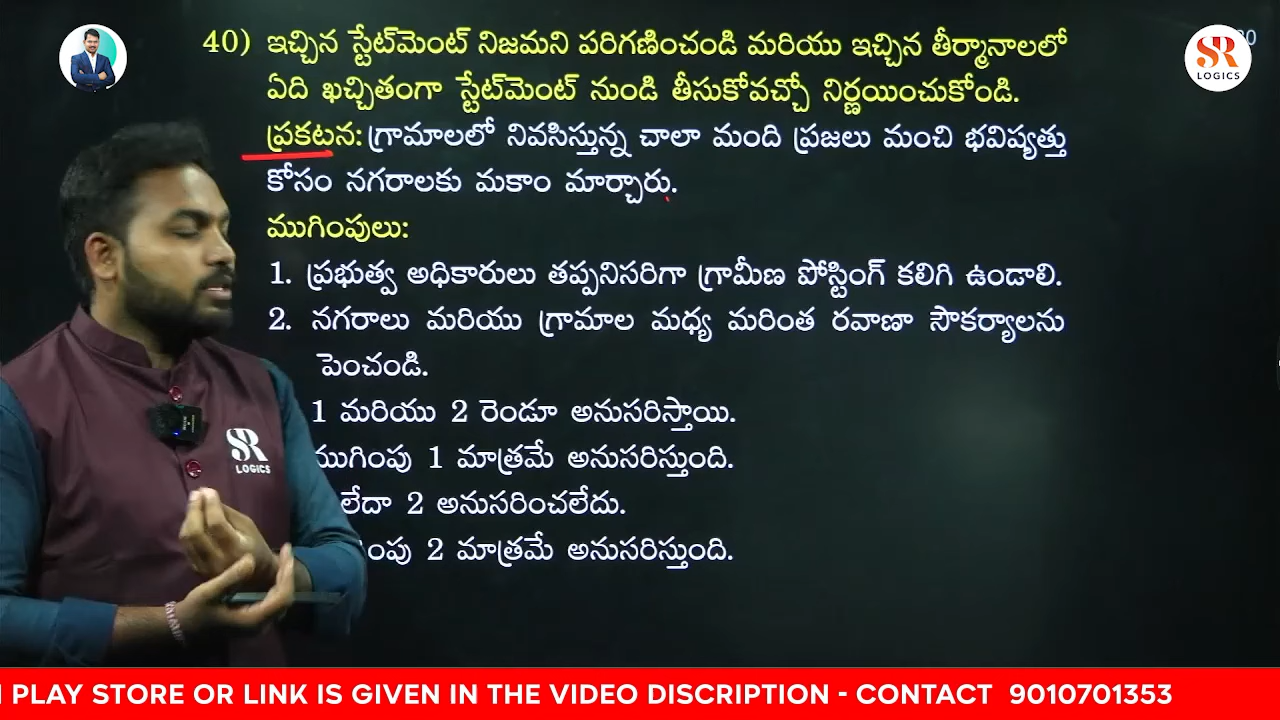 40) ఇచ్చిన స్టేట్‌మెంట్ నిజమని పరిగణించండి మరియు ఇచ్చిన తీర్మానాలలో
ఏది ఖచ్చితంగా స్టేట్‌మెంట్ నుండి తీసుకోవచ్చో నిర్ణయించుకోండి.
ప్రకటన: గ్రామాలలో నివసిస్తున్న చాలా మంది ప్రజలు మంచి భవిష్యత్తు
కోసం నగరాలకు మకాం మార్చారు.
ముగింపులు:
1. ప్రభుత్వ అధికారులు తప్పనిసరిగా గ్రామీణ పోస్టింగ్ కలిగి ఉండాలి.
2. నగరాలు మరియు గ్రామాల మధ్య మరింత రవాణా సౌకర్యాలను
పెంచండి.
1 మరియు 2 రెండూ అనుసరిస్తాయి.
ముగింపు 1 మాత్రమే అనుసరిస్తుంది.
లేదా 2 అనుసరించలేదు.
2 మాత్రమే అనుసరిస్తుంది.
SR
LOGICS
SR
LOGICS
PLAY STORE OR LINK IS GIVEN IN THE VIDEO DISCRIPTION - CONTACT 9010701353